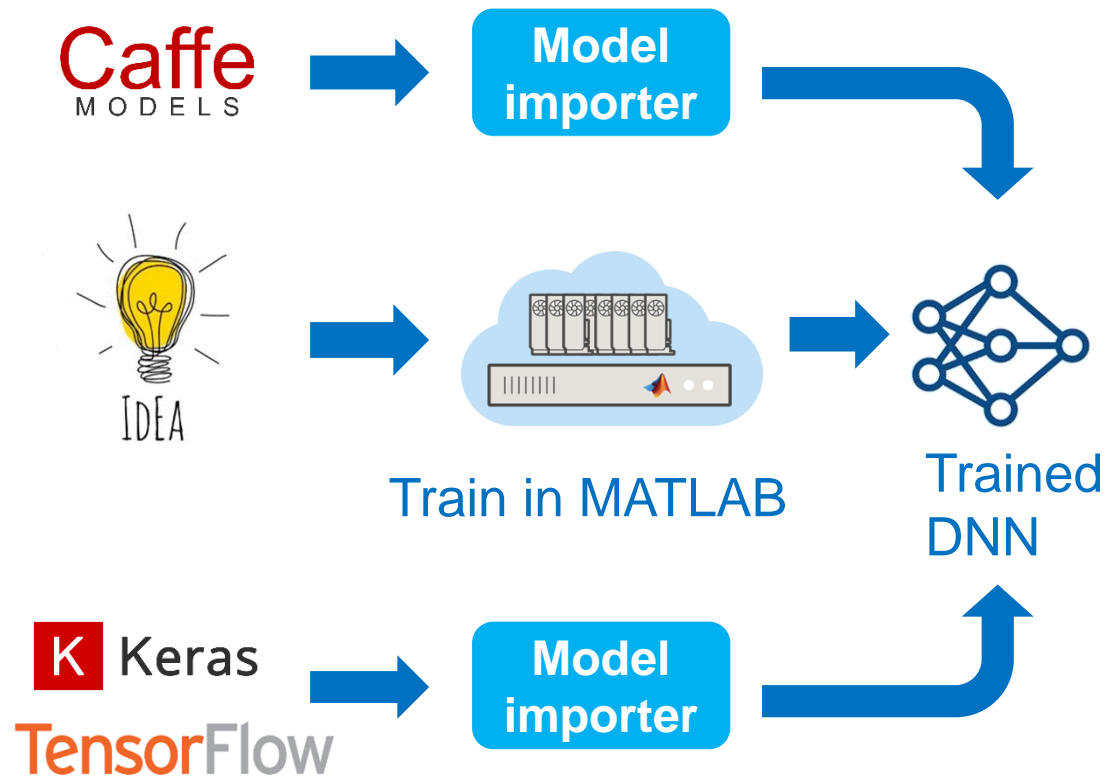 Caffe
MODELS
Model
importer
IdEA
Train in MATLAB
Trained
DNN
K Keras
TensorFlow
Model
importer